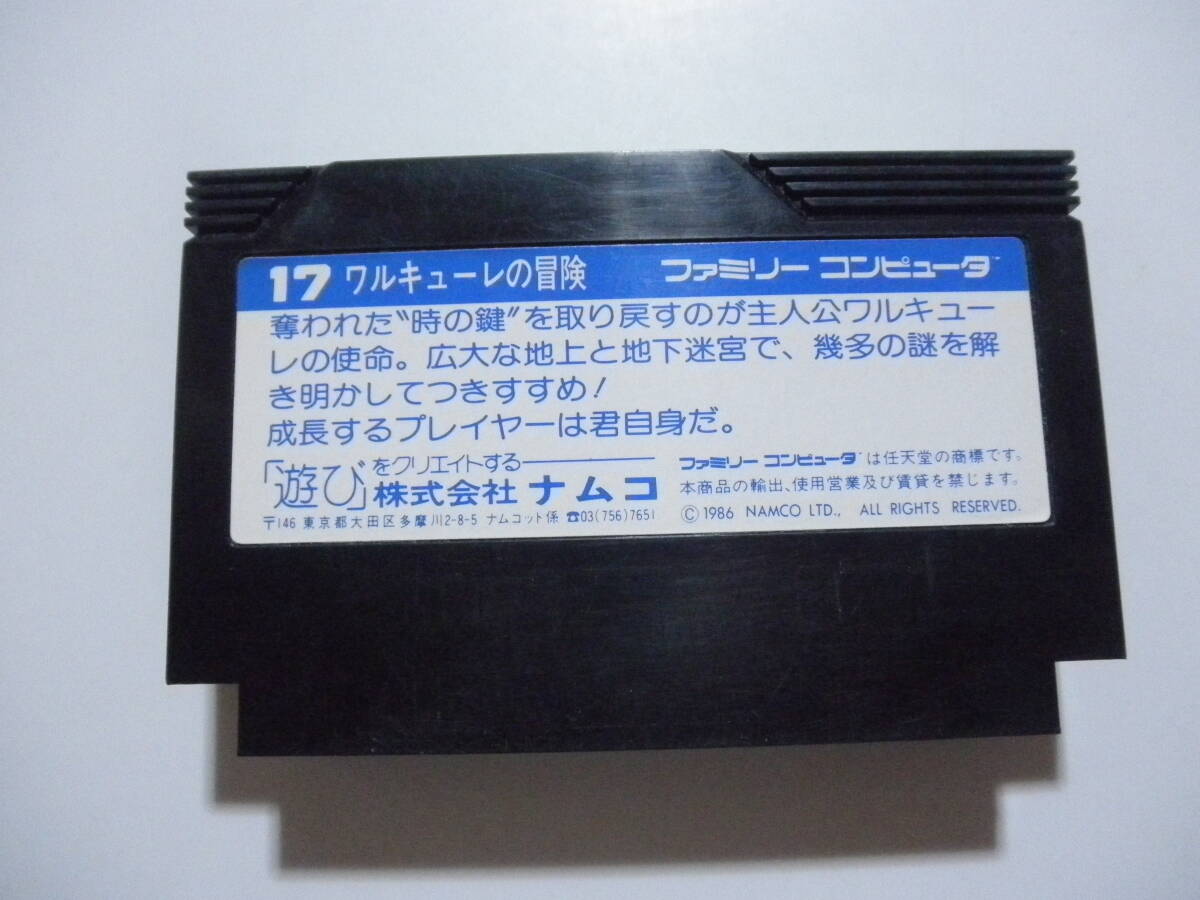 17 ワルキューレの冒険 ファミリー コンピュータ™
奪われた"時の鍵"を取り戻すのが主人公ワルキュー
レの使命。広大な地上と地下迷宮で、幾多の謎を解
き明かしてつきすすめ!
成長するプレイヤーは君自身だ。
「遊び」をクリエイトする
株式会社 ナムコ
〒146 東京都大田区多摩川2-8-5 ナムコット係 ☎03(756)7651
ファミリー コンピュータ™は任天堂の商標です。
本商品の輸出、使用営業及び賃貸を禁じます。
©1986 NAMCO LTD., ALL RIGHTS RESERVED.